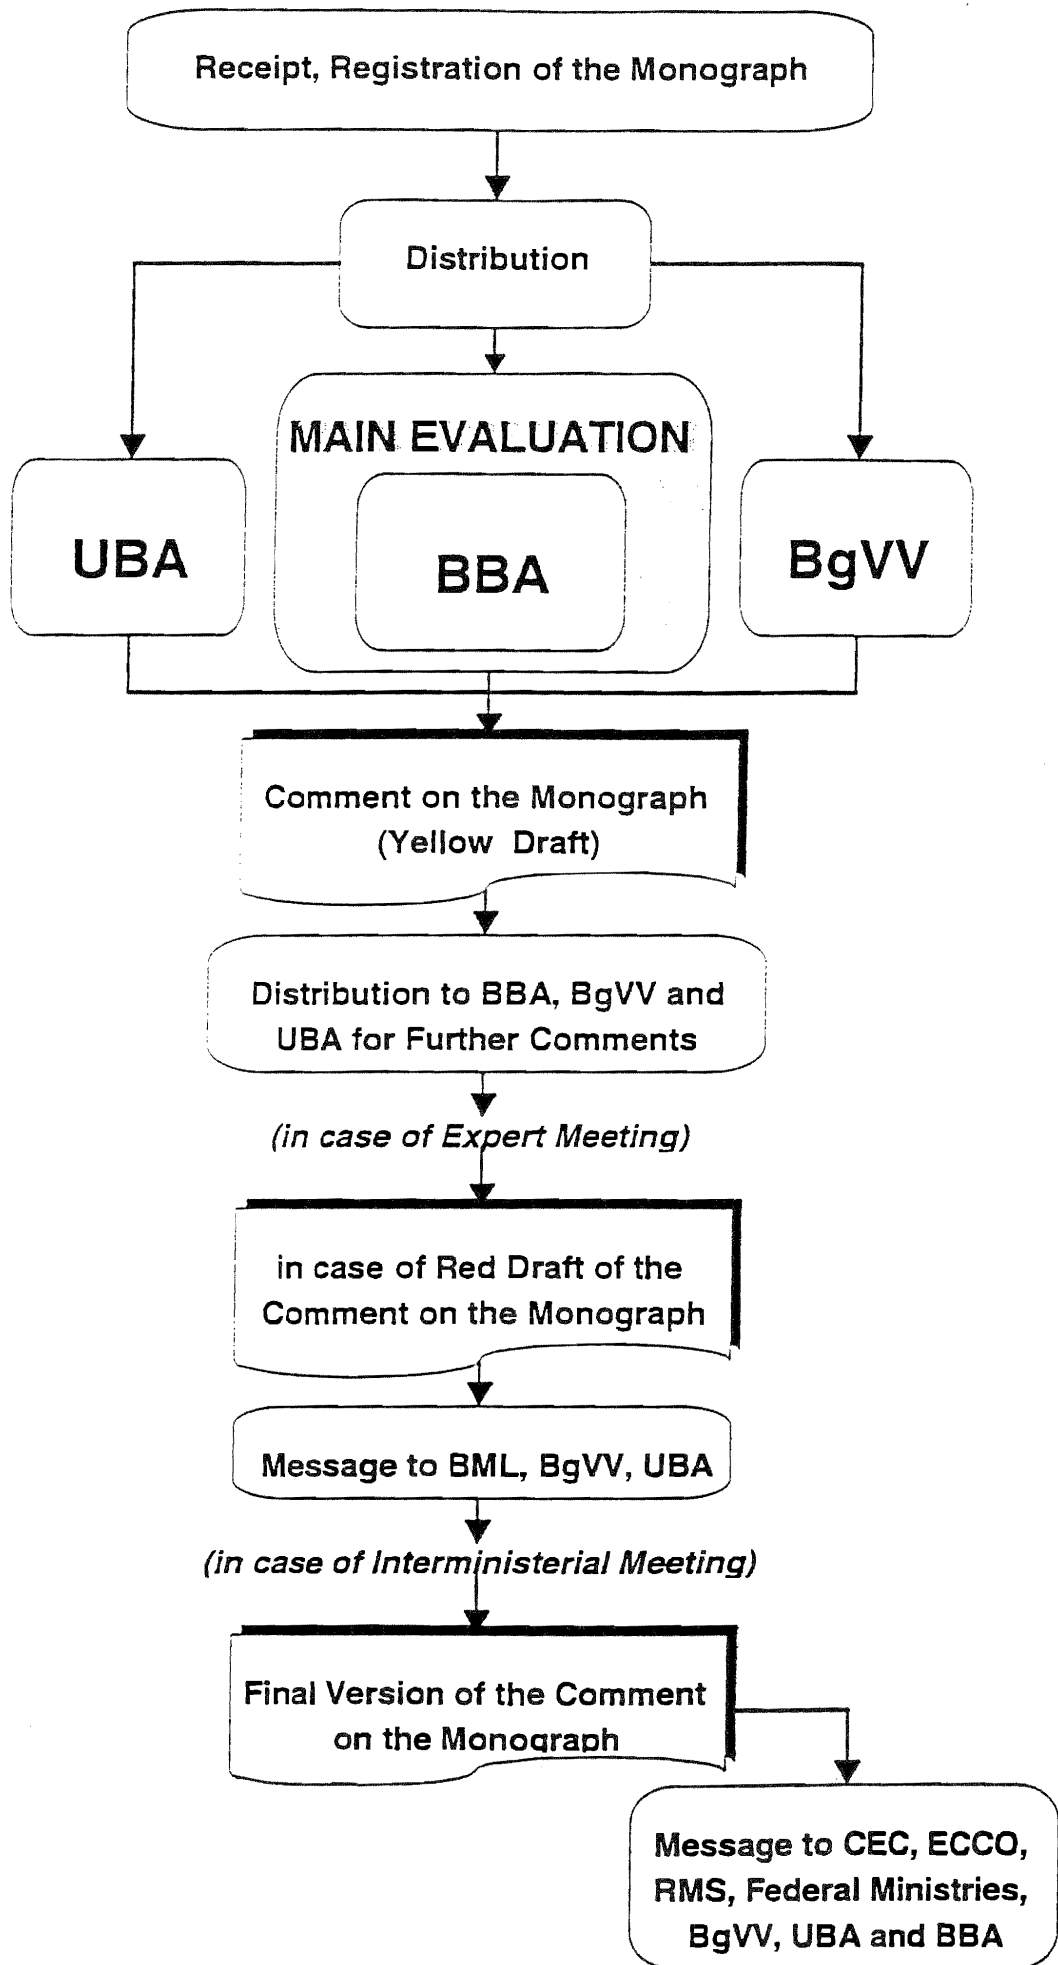 Receipt, Registration of the Monograph
Distribution
MAIN EVALUATION
UBA
BBA
BgVV
Comment on the Monograph
(Yellow Draft)
Distribution to BBA, BgVV and
UBA for Further Comments
(in case of Expert Meeting)
in case of Red Draft of the
Comment on the Monograph
Message to BML, BgVV, UBA
(in case of Interministerial Meeting)
Final Version of the Comment
on the Monograph
Message to CEC, ECCO,
RMS, Federal Ministries,
BgVV, UBA and BBA